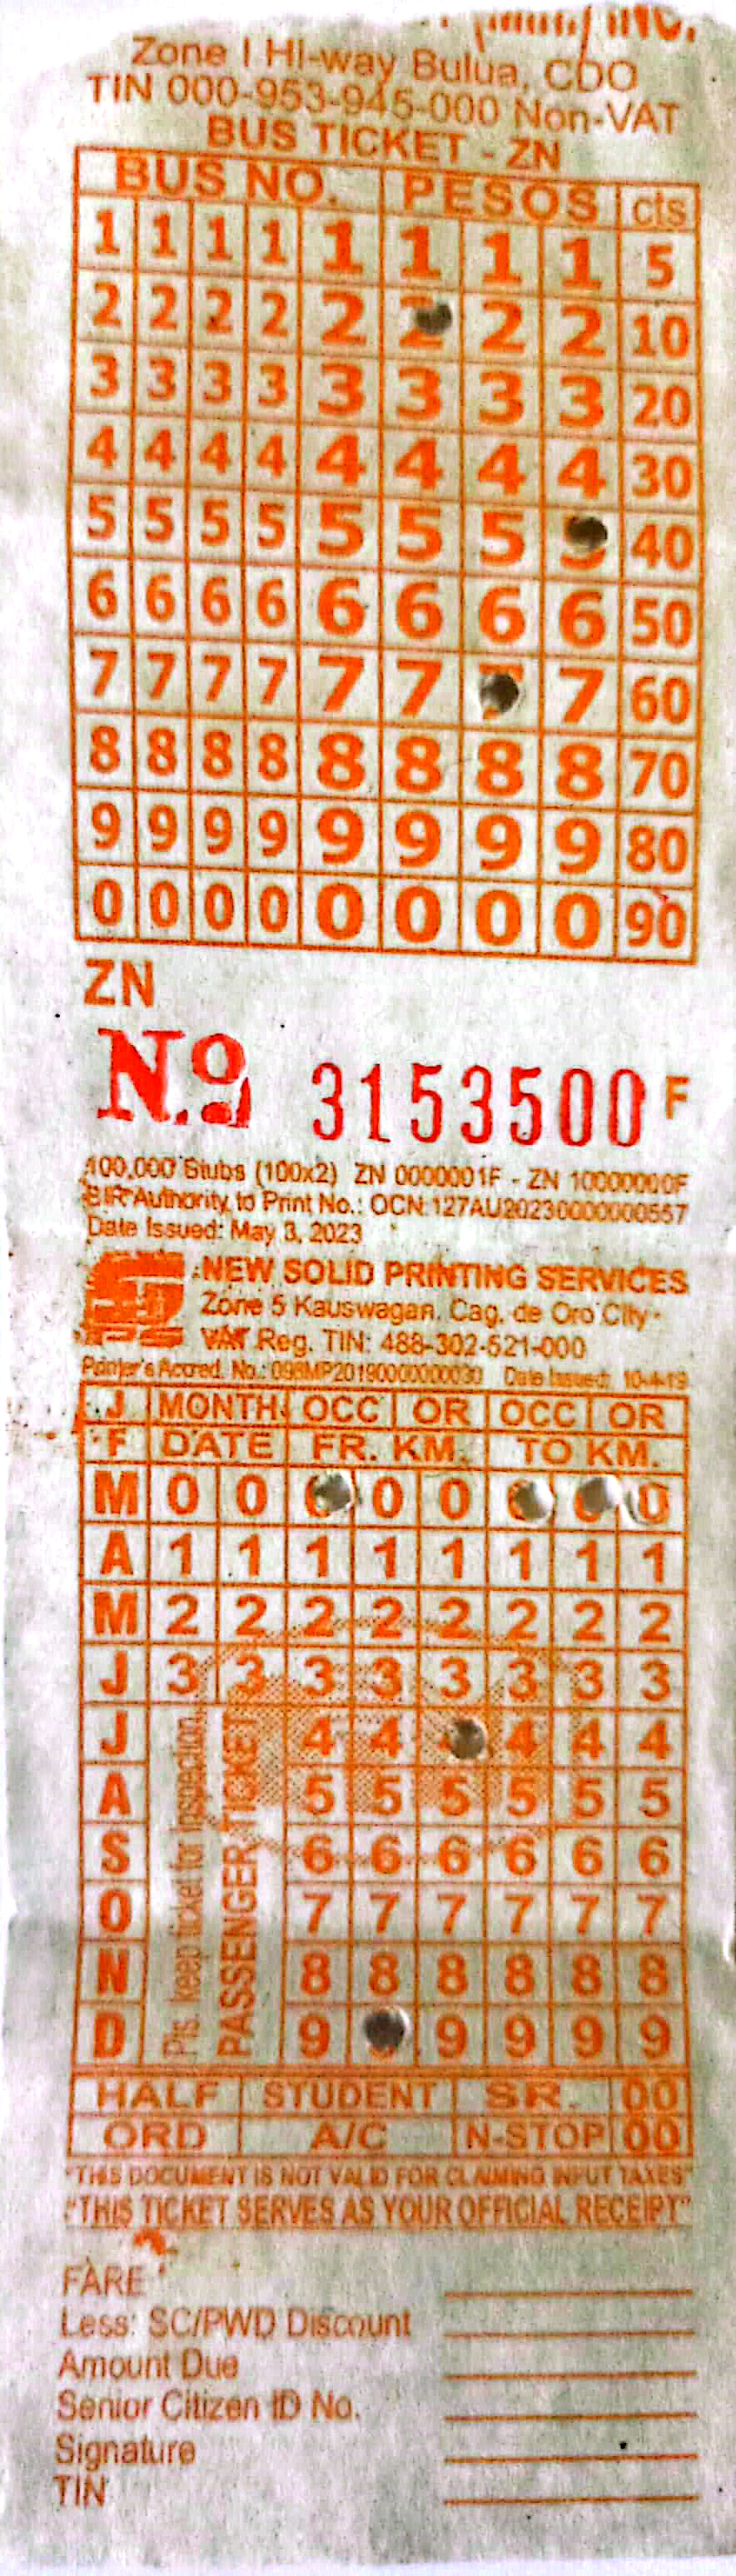 INC.
Zone I HI-way Bulua, CDO
TIN 000-953-945-000 Non-VAT
BUS TICKET - ZN
BUS NO. PESOS cts
1 1 1 1 1 1 1 1 5
2 2 2 2 2 2 2 2 10
3 3 3 3 3 3 3 3 20
4 4 4 4 4 4 4 4 30
5 5 5 5 5 5 5 5 40
6 6 6 6 6 6 6 6 50
7 7 7 7 7 7 7 60
8 8 8 8 8 8 8 8 70
9 9 9 9 9 9 9 9 80
0 0 0 0 0 0 0 0 90
ZN
No 3153500 F
100,000 Stubs (100x2) ZN 0000001F - ZN 10000000F
BIR Authority to Print No.: OCN 127AU20230000000557
Date Issued: May 3, 2023
NEW SOLID PRINTING SERVICES
Zone 5 Kauswagan, Cag. de Oro City
VAT Reg. TIN: 488-302-521-000
Printer's Accred. No.: 098MP20190000000030 Date Issued: 10-4-19
J MONTH OCC OR OCC OR
F DATE FR. KM. TO KM.
M 0 0 0 0 0 0 0
A 1 1 1 1 1 1 1 1
M 2 2 2 2 2 2 2 2
J 3 3 3 3 3 3 3 3
J 4 4 4 4 4
A 5 5 5 5 5 5
S 6 6 6 6 6 6
O 7 7 7 7 7 7
N 8 8 8 8 8 8
D 9 9 9 9 9
Pls. keep ticket for inspection
PASSENGER TICKET
HALF STUDENT SR. 00
ORD A/C N-STOP 00
"THIS DOCUMENT IS NOT VALID FOR CLAIMING INPUT TAXES"
"THIS TICKET SERVES AS YOUR OFFICIAL RECEIPT"
FARE
Less: SC/PWD Discount
Amount Due
Senior Citizen ID No.
Signature
TIN